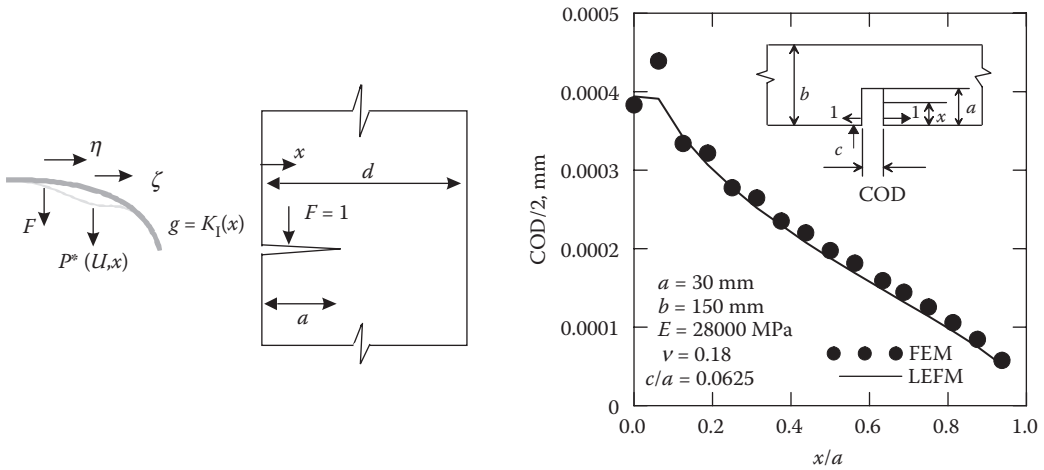 η
ζ
F
P* (U,x)
g = K_I(x)
x
d
F = 1
a
COD/2, mm
0.0005
0.0004
0.0003
0.0002
0.0001
0
b
1
1
x
a
c
COD
a = 30 mm
b = 150 mm
E = 28000 MPa
ν = 0.18
c/a = 0.0625
FEM
LEFM
0.0 0.2 0.4 0.6 0.8 1.0
x/a